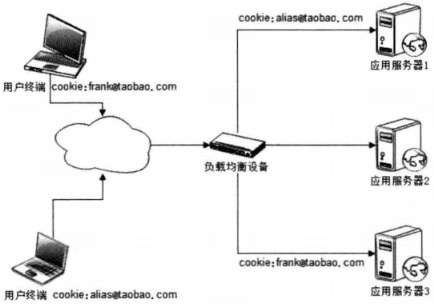 cookie:alias@taobao.com
应用服务器1
用户终端 cookie:frank@taobao.com
负载均衡设备
应用服务器2
cookie:frank@taobao.com
应用服务器3
用户终端 cookie:alias@taobao.com